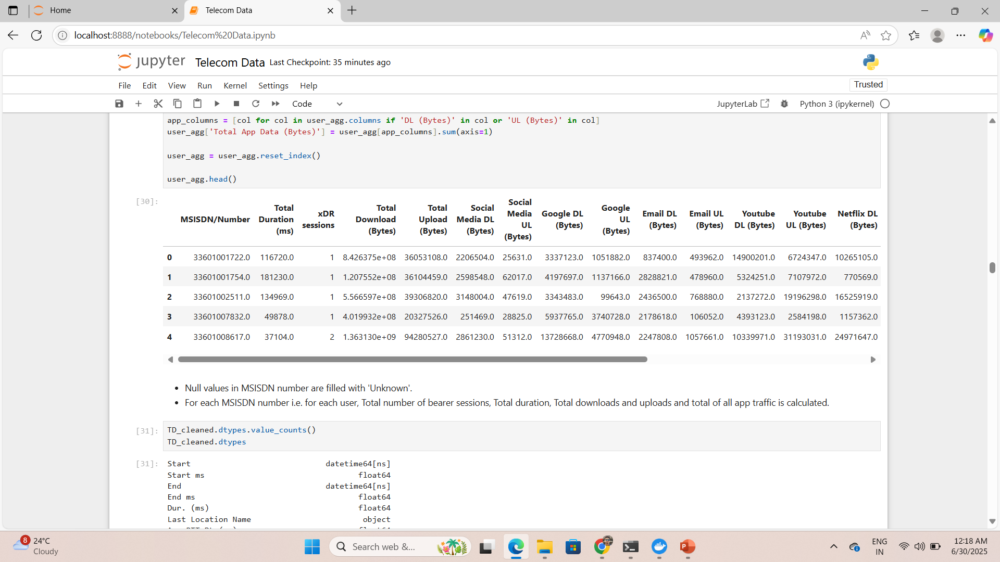 Home
Telecom Data
localhost:8888/notebooks/Telecom%20Data.ipynb
jupyter Telecom Data Last Checkpoint: 35 minutes ago
File Edit View Run Kernel Settings Help
Trusted
Code
JupyterLab
Python 3 (ipykernel)
app_columns = [col for col in user_agg.columns if 'DL (Bytes)' in col or 'UL (Bytes)' in col]
user_agg['Total App Data (Bytes)'] = user_agg[app_columns].sum(axis=1)
user_agg = user_agg.reset_index()
user_agg.head()
[30]:
MSISDN/Number Total Duration (ms) xDR sessions Total Download (Bytes) Total Upload (Bytes) Social Media DL (Bytes) Social Media UL (Bytes) Google DL (Bytes) Google UL (Bytes) Email DL (Bytes) Email UL (Bytes) Youtube DL (Bytes) Youtube UL (Bytes) Netflix DL (Bytes)
0 33601001722.0 116720.0 1 8.426375e+08 36053108.0 2206504.0 25631.0 3337123.0 1051882.0 837400.0 493962.0 14900201.0 6724347.0 10265105.0
1 33601001754.0 181230.0 1 1.207552e+08 36104459.0 2598548.0 62017.0 4197697.0 1137166.0 2828821.0 478960.0 5324251.0 7107972.0 770569.0
2 33601002511.0 134969.0 1 5.566597e+08 39306820.0 3148004.0 47619.0 3343483.0 99643.0 2436500.0 768880.0 2137272.0 19196298.0 16525919.0
3 33601007832.0 49878.0 1 4.019932e+08 20327526.0 251469.0 28825.0 5937765.0 3740728.0 2178618.0 106052.0 4393123.0 2584198.0 1157362.0
4 33601008617.0 37104.0 2 1.363130e+09 94280527.0 2861230.0 51312.0 13728668.0 4770948.0 2247808.0 1057661.0 10339971.0 31193031.0 24971647.0
• Null values in MSISDN number are filled with 'Unknown'.
• For each MSISDN number i.e. for each user, Total number of bearer sessions, Total duration, Total downloads and uploads and total of all app traffic is calculated.
[31]: TD_cleaned.dtypes.value_counts()
TD_cleaned.dtypes
[31]: Start datetime64[ns]
Start ms float64
End datetime64[ns]
End ms float64
Dur. (ms) float64
Last Location Name object
8
24°C
Cloudy
Search web &...
ENG
IN
12:18 AM
6/30/2025